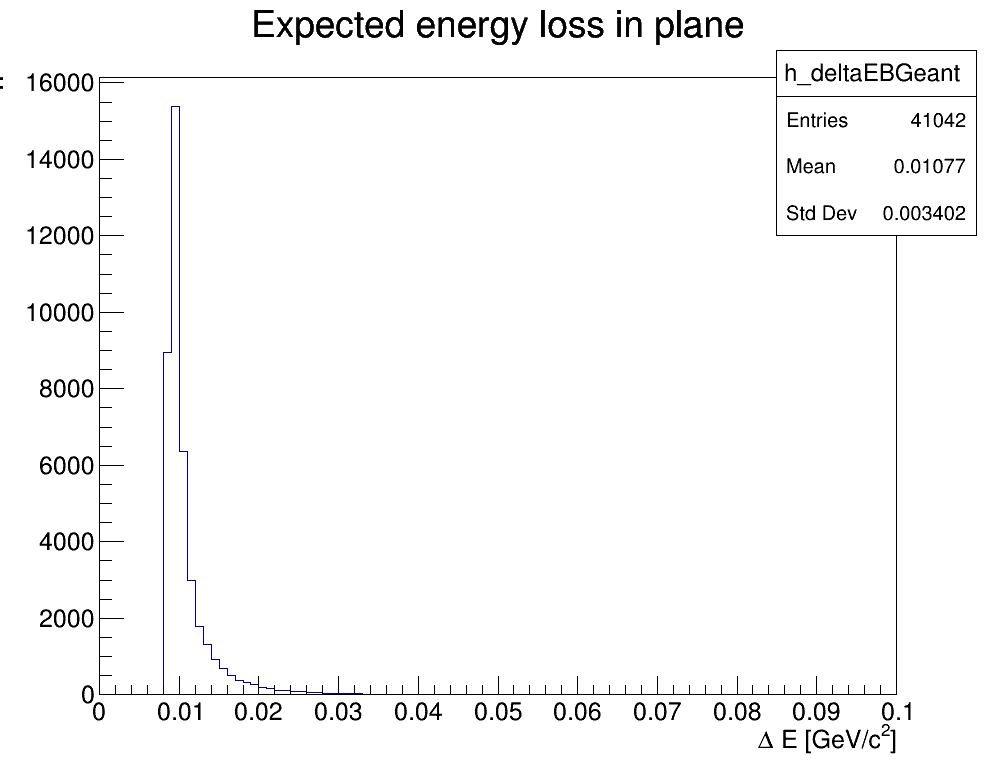 Expected energy loss in plane
h_deltaEBGeant
Entries 41042
Mean 0.01077
Std Dev 0.003402
16000
14000
12000
10000
8000
6000
4000
2000
0
0 0.01 0.02 0.03 0.04 0.05 0.06 0.07 0.08 0.09 0.1
Δ E [GeV/c²]